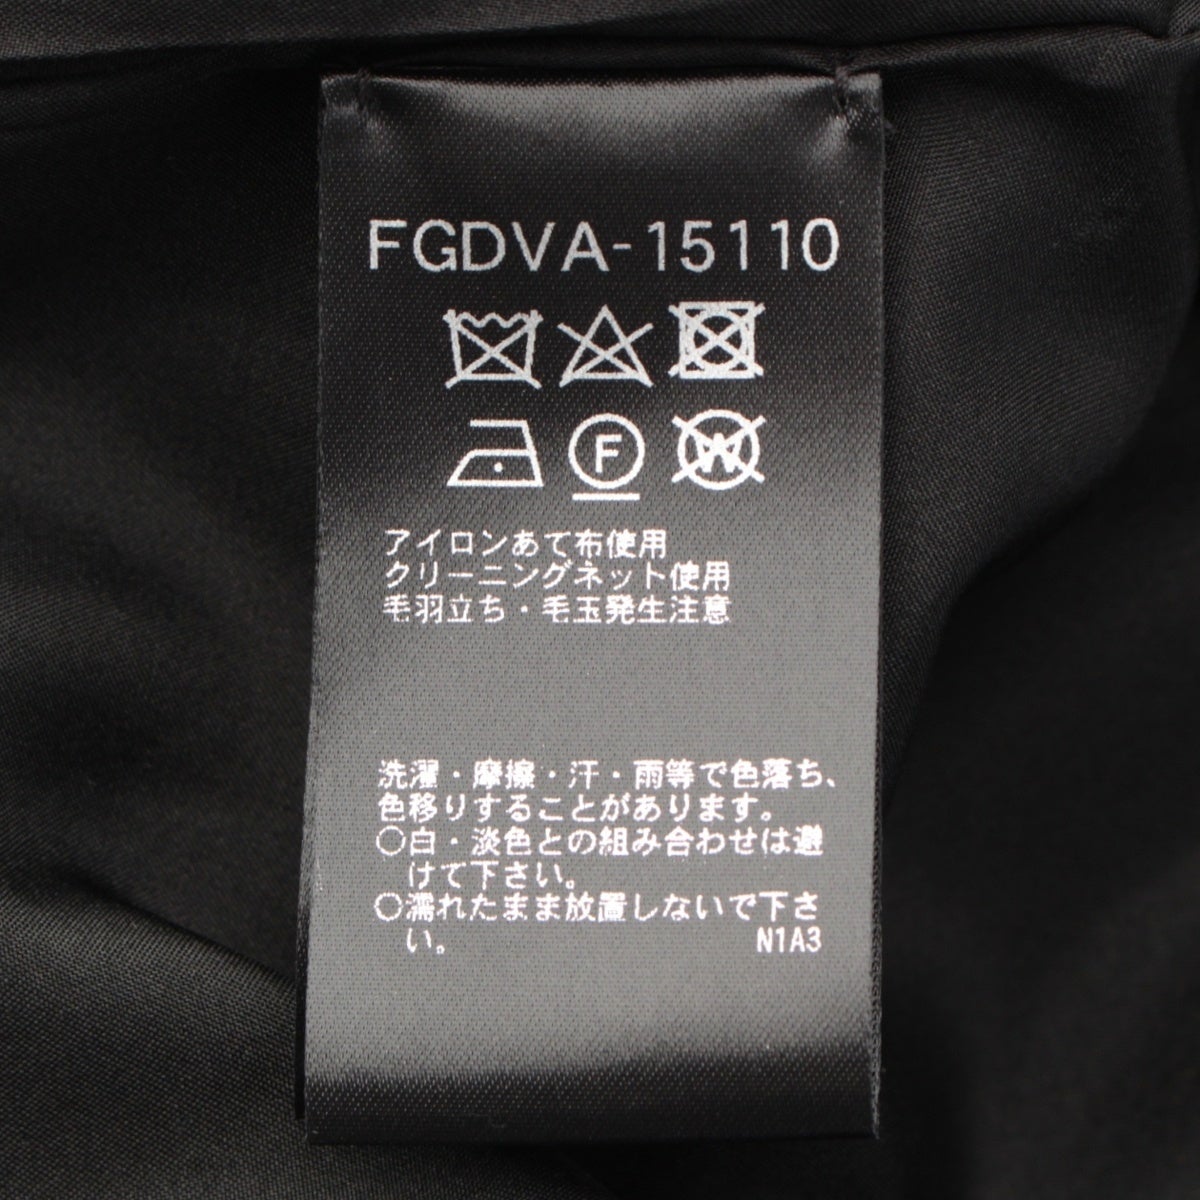 FGDVA-15110
F
W
アイロンあて布使用
クリーニングネット使用
毛羽立ち・毛玉発生注意
洗濯・摩擦・汗・雨等で色落ち、
色移りすることがあります。
○白・淡色との組み合わせは避
けて下さい。
○濡れたまま放置しないで下さ
い。 N1A3